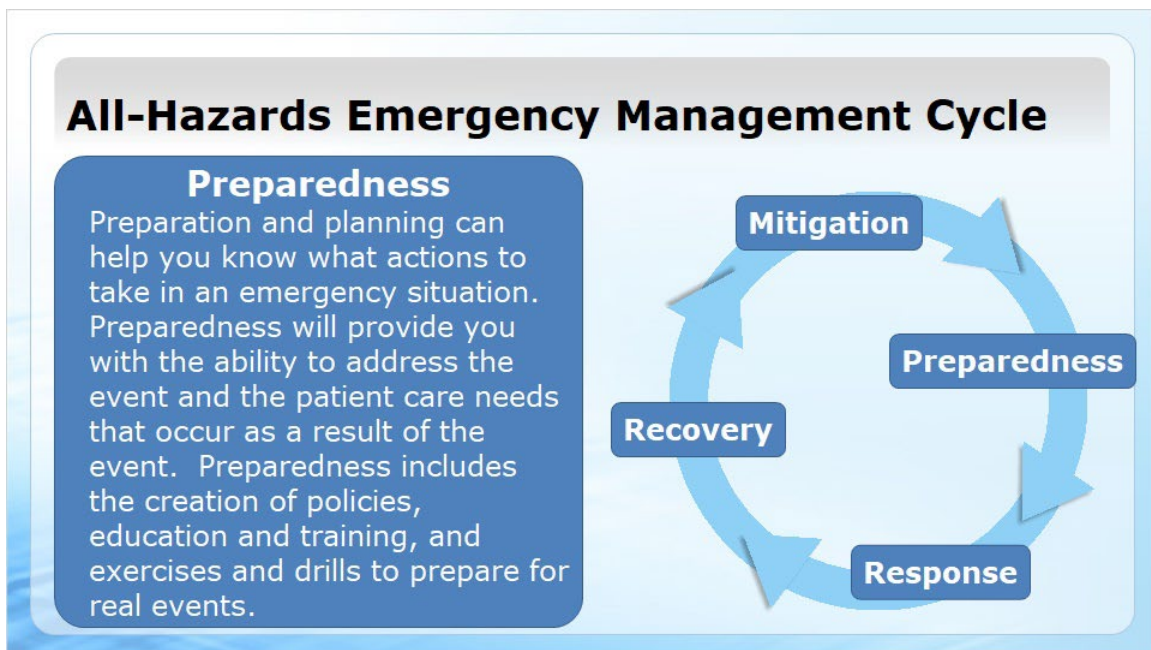 All-Hazards Emergency Management Cycle
Preparedness
Preparation and planning can
help you know what actions to
take in an emergency situation.
Preparedness will provide you
with the ability to address the
event and the patient care needs
that occur as a result of the
event.  Preparedness includes
the creation of policies,
education and training, and
exercises and drills to prepare for
real events.
Mitigation
Preparedness
Response
Recovery